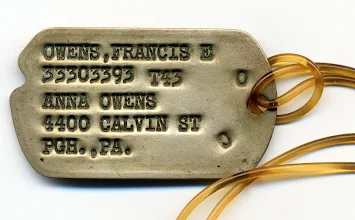 OWENS,FRANCIS E
33303393 T43 O
ANNA OWENS
4400 CALVIN ST
PGH.,PA. O